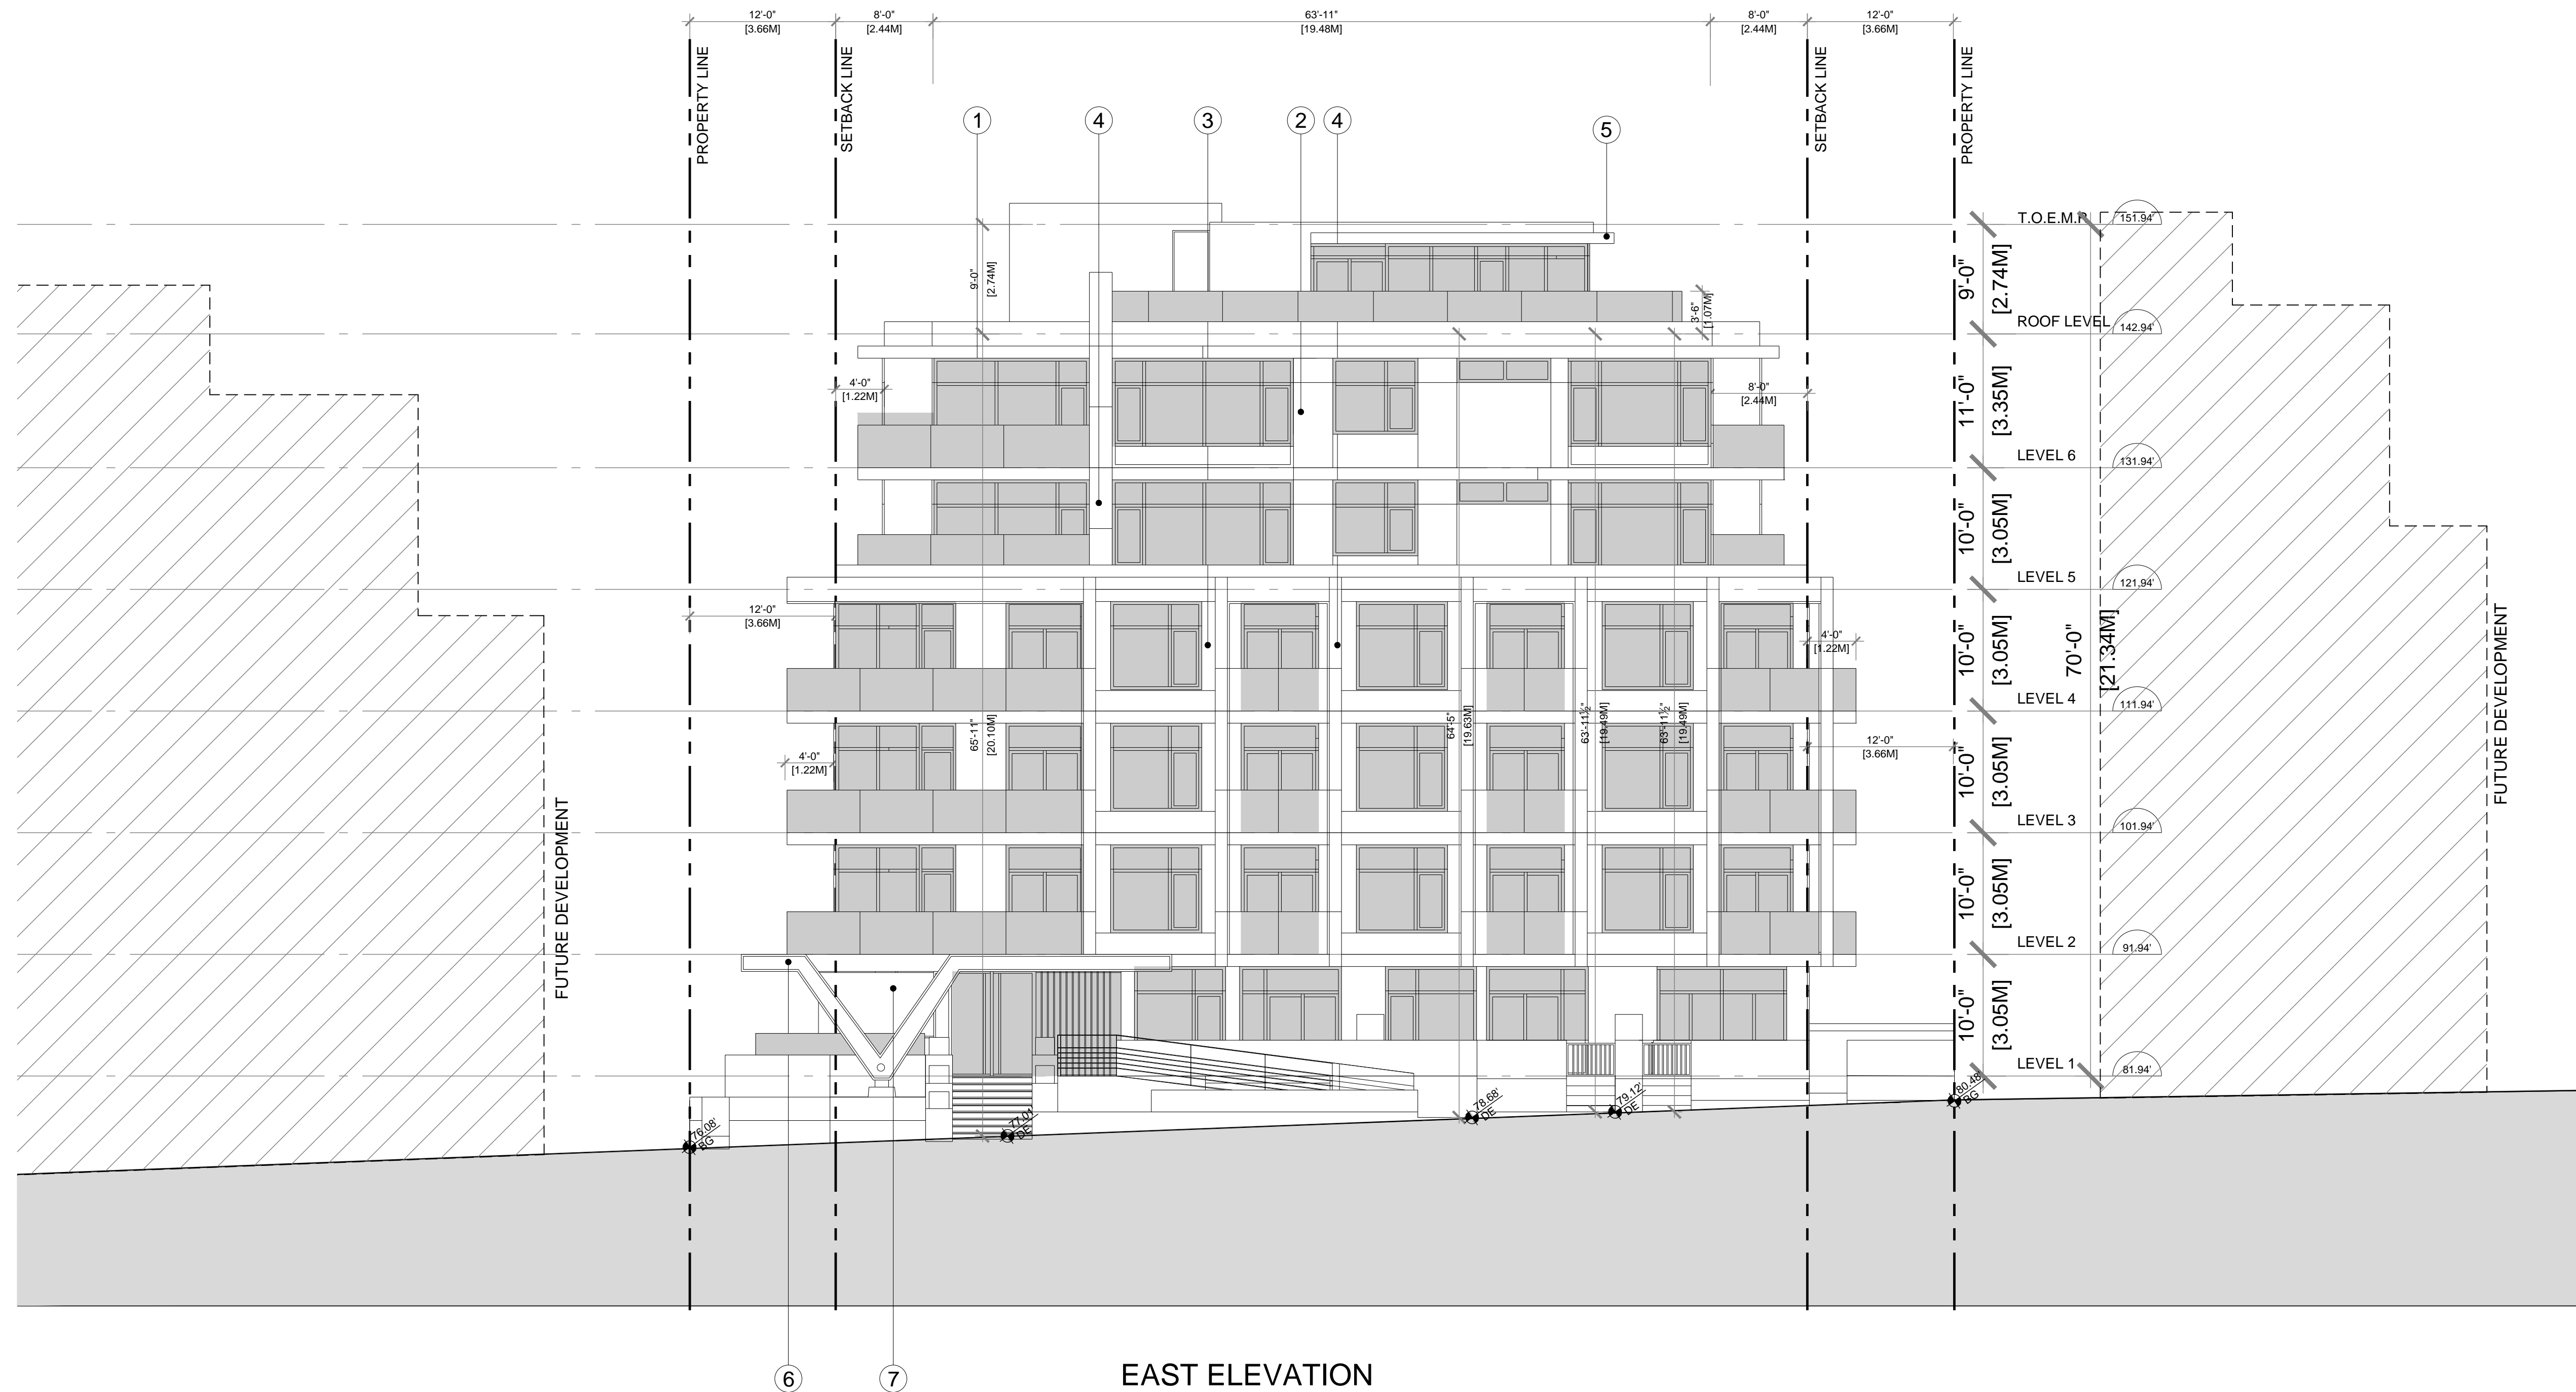 12'-0"
[3.66M]
8'-0"
[2.44M]
63'-11"
[19.48M]
8'-0"
[2.44M]
12'-0"
[3.66M]
PROPERTY LINE
SETBACK LINE
SETBACK LINE
PROPERTY LINE
1
4
3
2
4
5
T.O.E.M.R
151.94'
9'-0"
[2.74M]
9'-0"
[2.74M]
3'-6"
[1.07M]
ROOF LEVEL
142.94'
4'-0"
[1.22M]
8'-0"
[2.44M]
11'-0"
[3.35M]
LEVEL 6
131.94'
10'-0"
[3.05M]
LEVEL 5
121.94'
12'-0"
[3.66M]
4'-0"
[1.22M]
10'-0"
[3.05M]
70'-0"
[21.34M]
FUTURE DEVELOPMENT
LEVEL 4
111.94'
65'-11"
[20.10M]
64'-5"
[19.63M]
63'-11½"
[19.49M]
63'-11½"
[19.49M]
4'-0"
[1.22M]
12'-0"
[3.66M]
10'-0"
[3.05M]
LEVEL 3
101.94'
FUTURE DEVELOPMENT
10'-0"
[3.05M]
LEVEL 2
91.94'
10'-0"
[3.05M]
LEVEL 1
81.94'
76.08'
BG
77.01'
DE
78.68'
DE
79.12'
DE
80.48'
BG
6
7
EAST ELEVATION